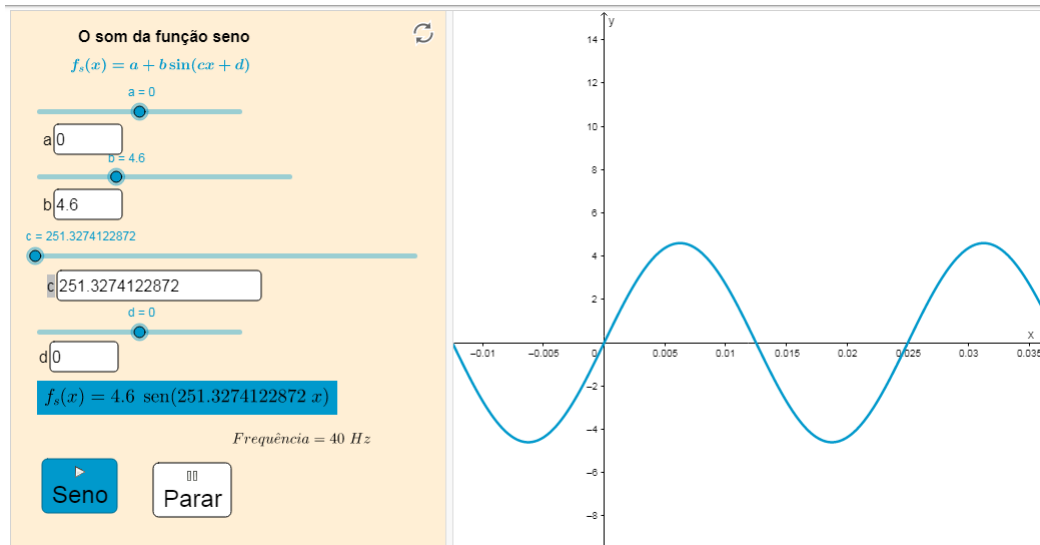 O som da função seno
fₛ(x) = a + b sin(cx + d)
a = 0
a 0
b = 4.6
b 4.6
c = 251.3274122872
c 251.3274122872
d = 0
d 0
fₛ(x) = 4.6 sen(251.3274122872 x)
Frequência = 40 Hz
Seno
Parar
y
14
12
10
8
6
4
2
0
–2
–4
–6
–8
–0.01
–0.005
0.005
0.01
0.015
0.02
0.025
0.03
0.035
x